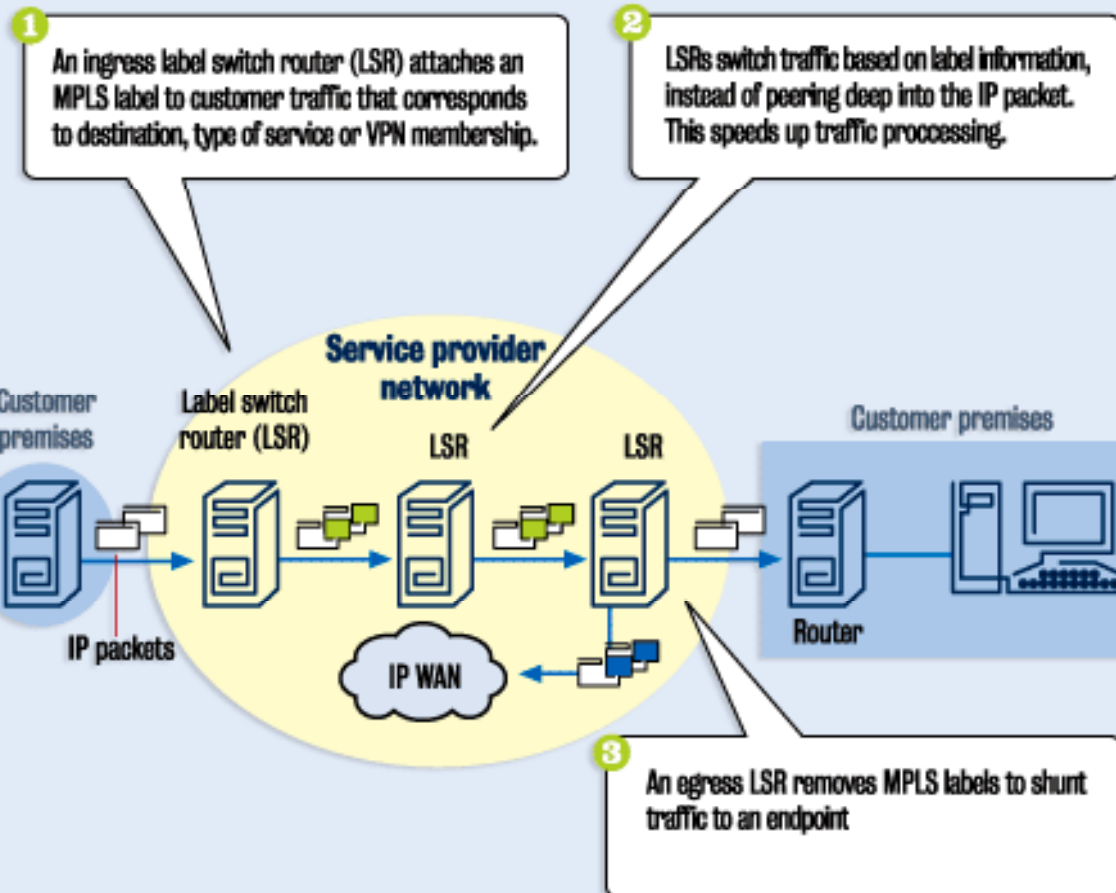 1
An ingress label switch router (LSR) attaches an
MPLS label to customer traffic that corresponds
to destination, type of service or VPN membership.
2
LSRs switch traffic based on label information,
instead of peering deep into the IP packet.
This speeds up traffic proccessing.
Service provider
network
Customer
premises
Label switch
router (LSR)
LSR
LSR
Customer premises
IP packets
IP WAN
Router
3
An egress LSR removes MPLS labels to shunt
traffic to an endpoint